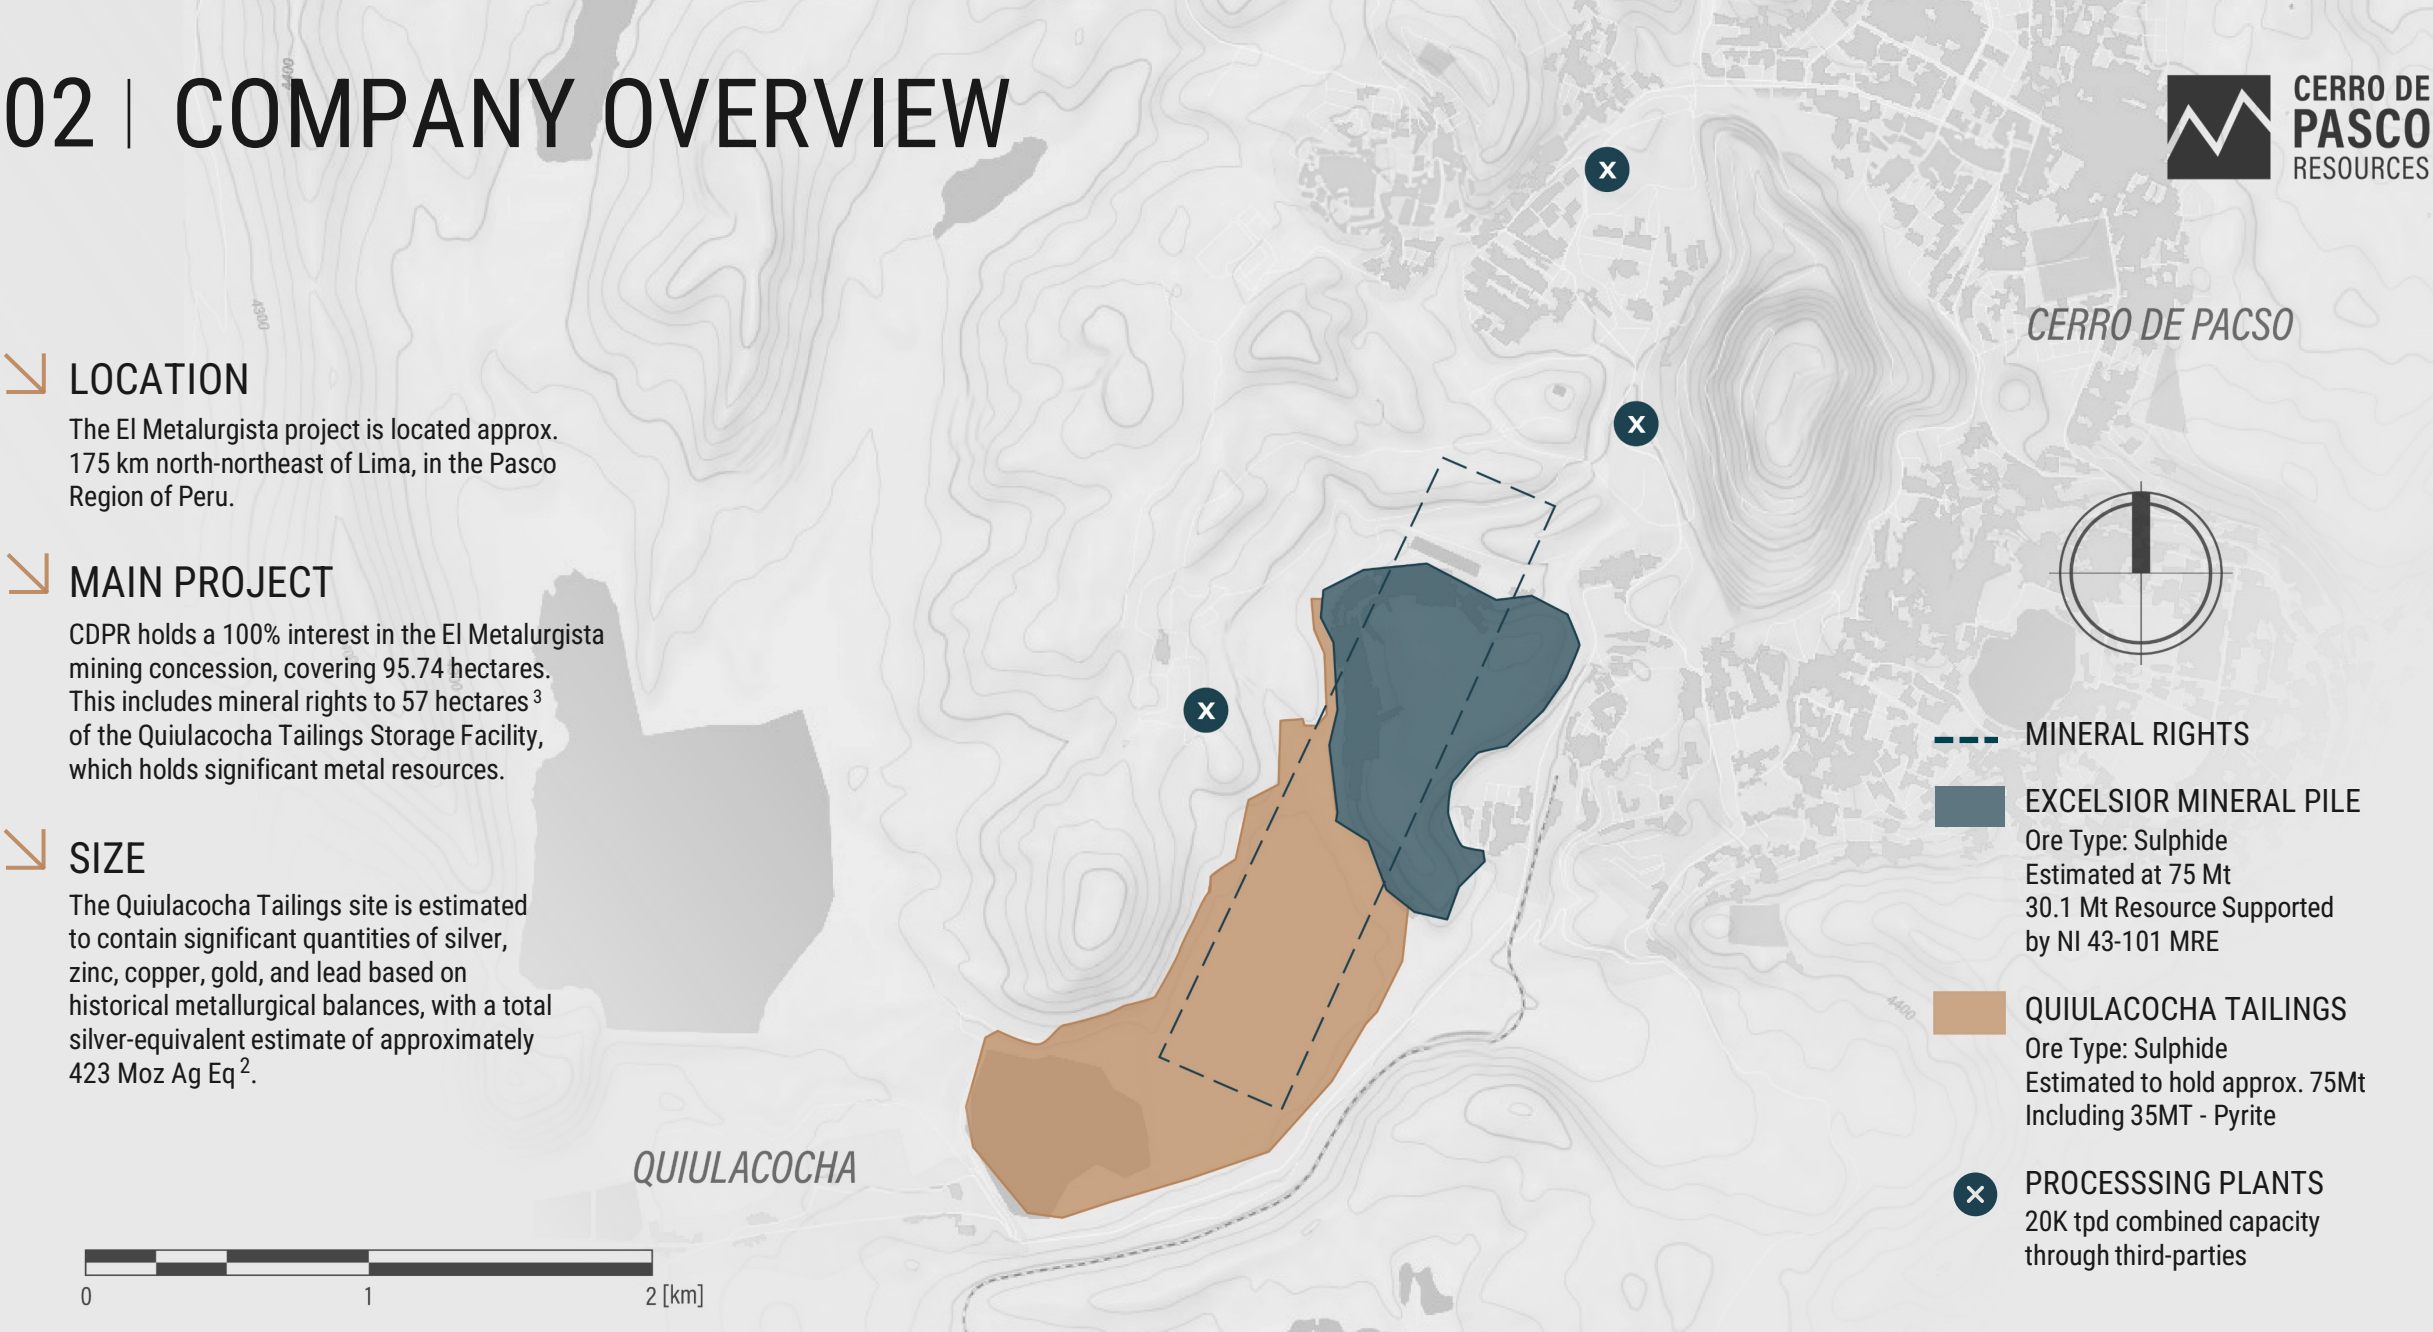 02 | COMPANY OVERVIEW
CERRO DE
PASCO
RESOURCES
4400
4300
CERRO DE PACSO
LOCATION
The El Metalurgista project is located approx.
175 km north-northeast of Lima, in the Pasco
Region of Peru.
MAIN PROJECT
CDPR holds a 100% interest in the El Metalurgista
mining concession, covering 95.74 hectares.
This includes mineral rights to 57 hectares 3
of the Quiulacocha Tailings Storage Facility,
which holds significant metal resources.
SIZE
The Quiulacocha Tailings site is estimated
to contain significant quantities of silver,
zinc, copper, gold, and lead based on
historical metallurgical balances, with a total
silver-equivalent estimate of approximately
423 Moz Ag Eq 2.
X
X
X
QUIULACOCHA
0 1 2 [km]
MINERAL RIGHTS
EXCELSIOR MINERAL PILE
Ore Type: Sulphide
Estimated at 75 Mt
30.1 Mt Resource Supported
by NI 43-101 MRE
4400
QUIULACOCHA TAILINGS
Ore Type: Sulphide
Estimated to hold approx. 75Mt
Including 35MT - Pyrite
X
PROCESSSING PLANTS
20K tpd combined capacity
through third-parties